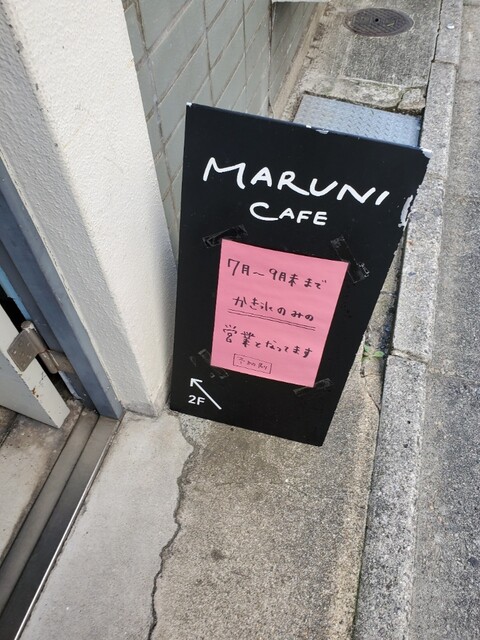 MARUNI
CAFE
7月〜9月末まで
かき氷のみの
営業となってます
2F